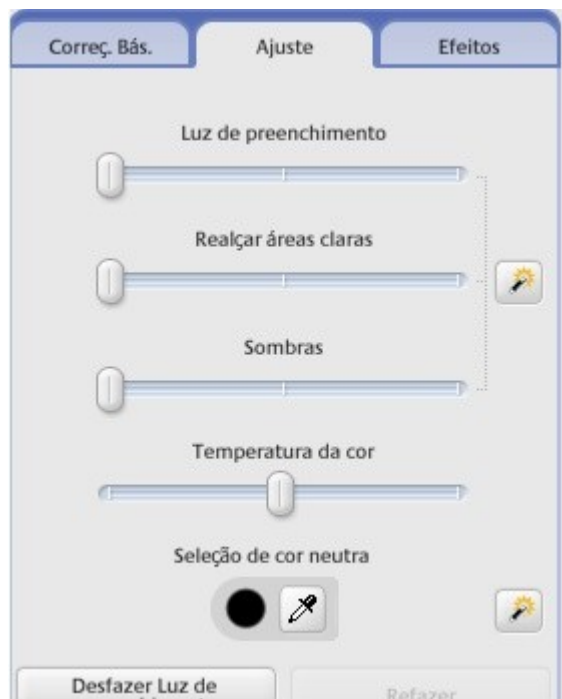 Correç. Bás. Ajuste Efeitos
Luz de preenchimento
Realçar áreas claras
Sombras
Temperatura da cor
Seleção de cor neutra
Desfazer Luz de
Refazer